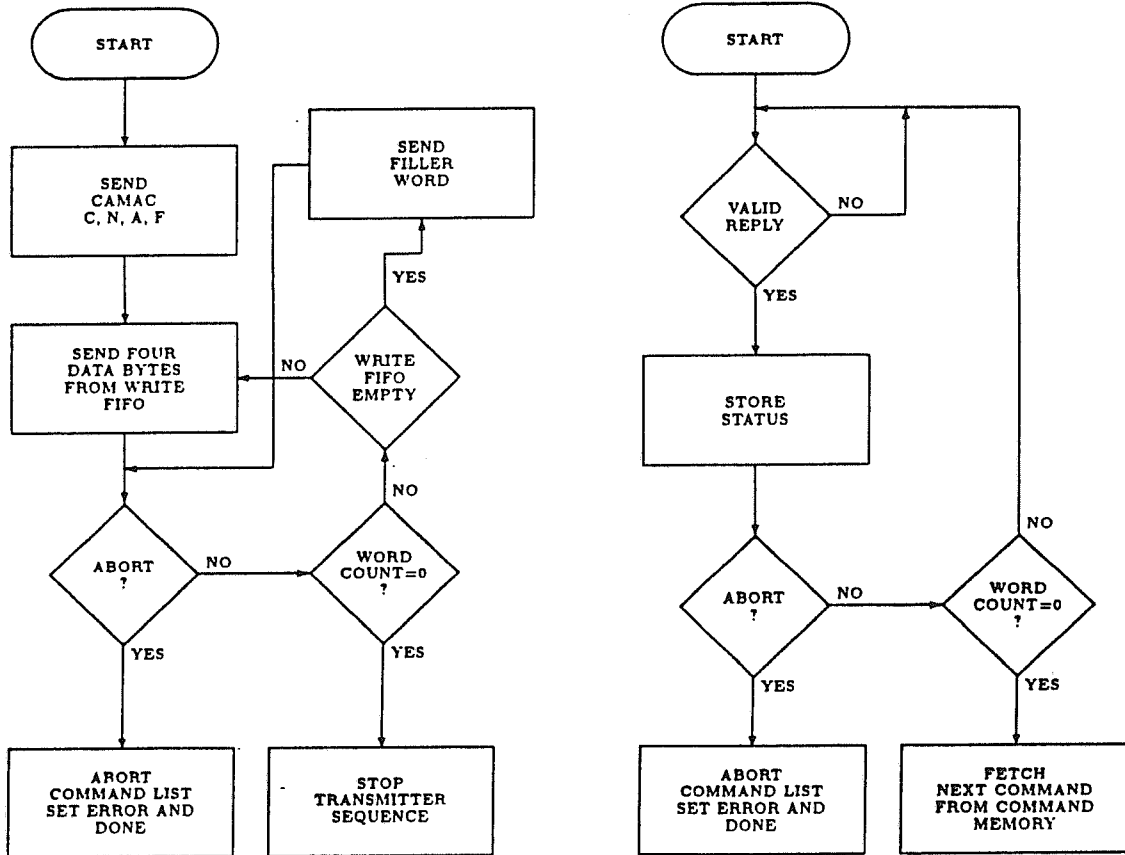 START
SEND
CAMAC
C, N, A, F
SEND
FILLER
WORD
YES
SEND FOUR
DATA BYTES
FROM WRITE
FIFO
NO
WRITE
FIFO
EMPTY
NO
ABORT
?
NO
WORD
COUNT=0
?
YES
YES
ABORT
COMMAND LIST
SET ERROR AND
DONE
STOP
TRANSMITTER
SEQUENCE
START
VALID
REPLY
NO
YES
STORE
STATUS
NO
ABORT
?
NO
WORD
COUNT=0
?
YES
YES
ABORT
COMMAND LIST
SET ERROR AND
DONE
FETCH
NEXT COMMAND
FROM COMMAND
MEMORY